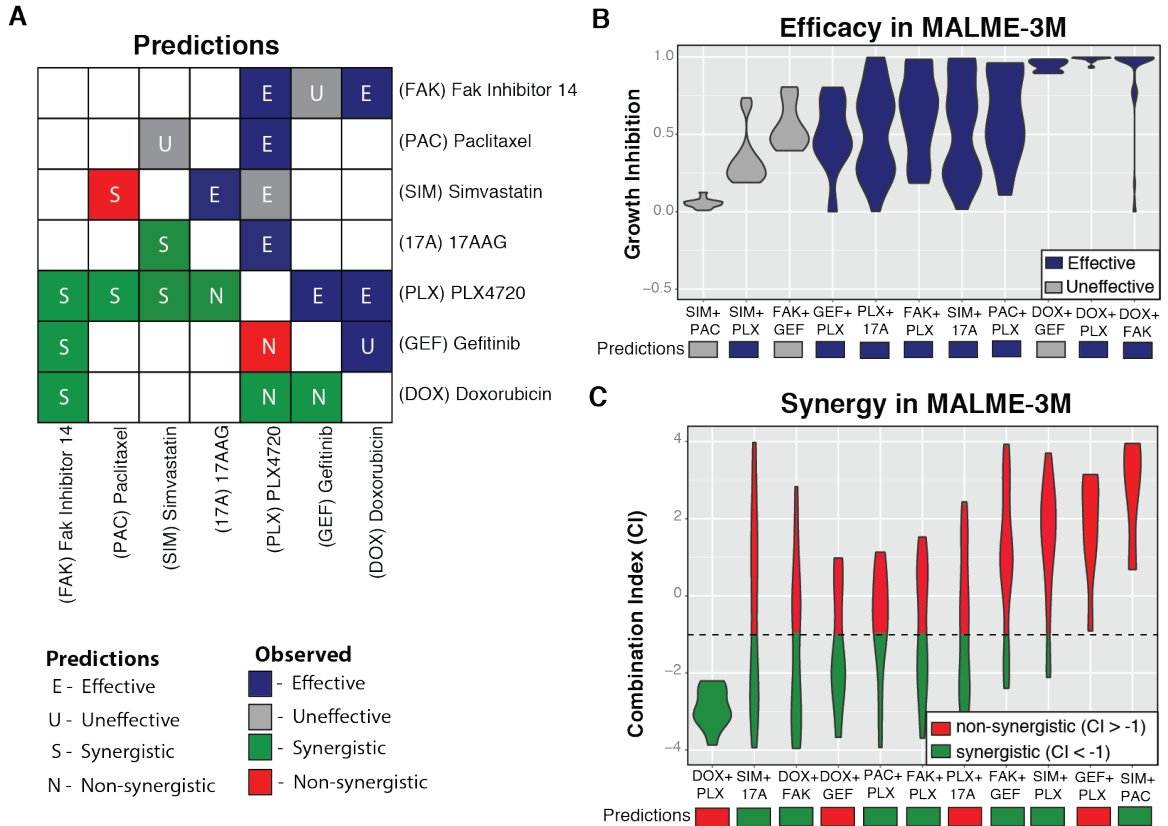 A
Predictions
E U E
(FAK) Fak Inhibitor 14
U E
(PAC) Paclitaxel
S E E
(SIM) Simvastatin
S E
(17A) 17AAG
S S S N E E
(PLX) PLX4720
S N U
(GEF) Gefitinib
S N N
(DOX) Doxorubicin
(FAK) Fak Inhibitor 14
(PAC) Paclitaxel
(SIM) Simvastatin
(17A) 17AAG
(PLX) PLX4720
(GEF) Gefitinib
(DOX) Doxorubicin
Predictions
E - Effective
U - Uneffective
S - Synergistic
N - Non-synergistic
Observed
- Effective
- Uneffective
- Synergistic
- Non-synergistic
B
Efficacy in MALME-3M
Growth Inhibition
1.0
0.5
0.0
−0.5
Effective
Uneffective
SIM+ SIM+ FAK+ GEF+ PLX+ FAK+ SIM+ PAC+ DOX+ DOX+ DOX+
PAC PLX GEF PLX 17A PLX 17A PLX GEF PLX FAK
Predictions
C
Synergy in MALME-3M
Combination Index (CI)
4
2
0
−2
−4
non-synergistic (CI > -1)
synergistic (CI < -1)
DOX+ SIM+ DOX+ DOX+ PAC+ FAK+ PLX+ FAK+ SIM+ GEF+ SIM+
PLX 17A FAK GEF PLX PLX 17A GEF PLX PLX PAC
Predictions